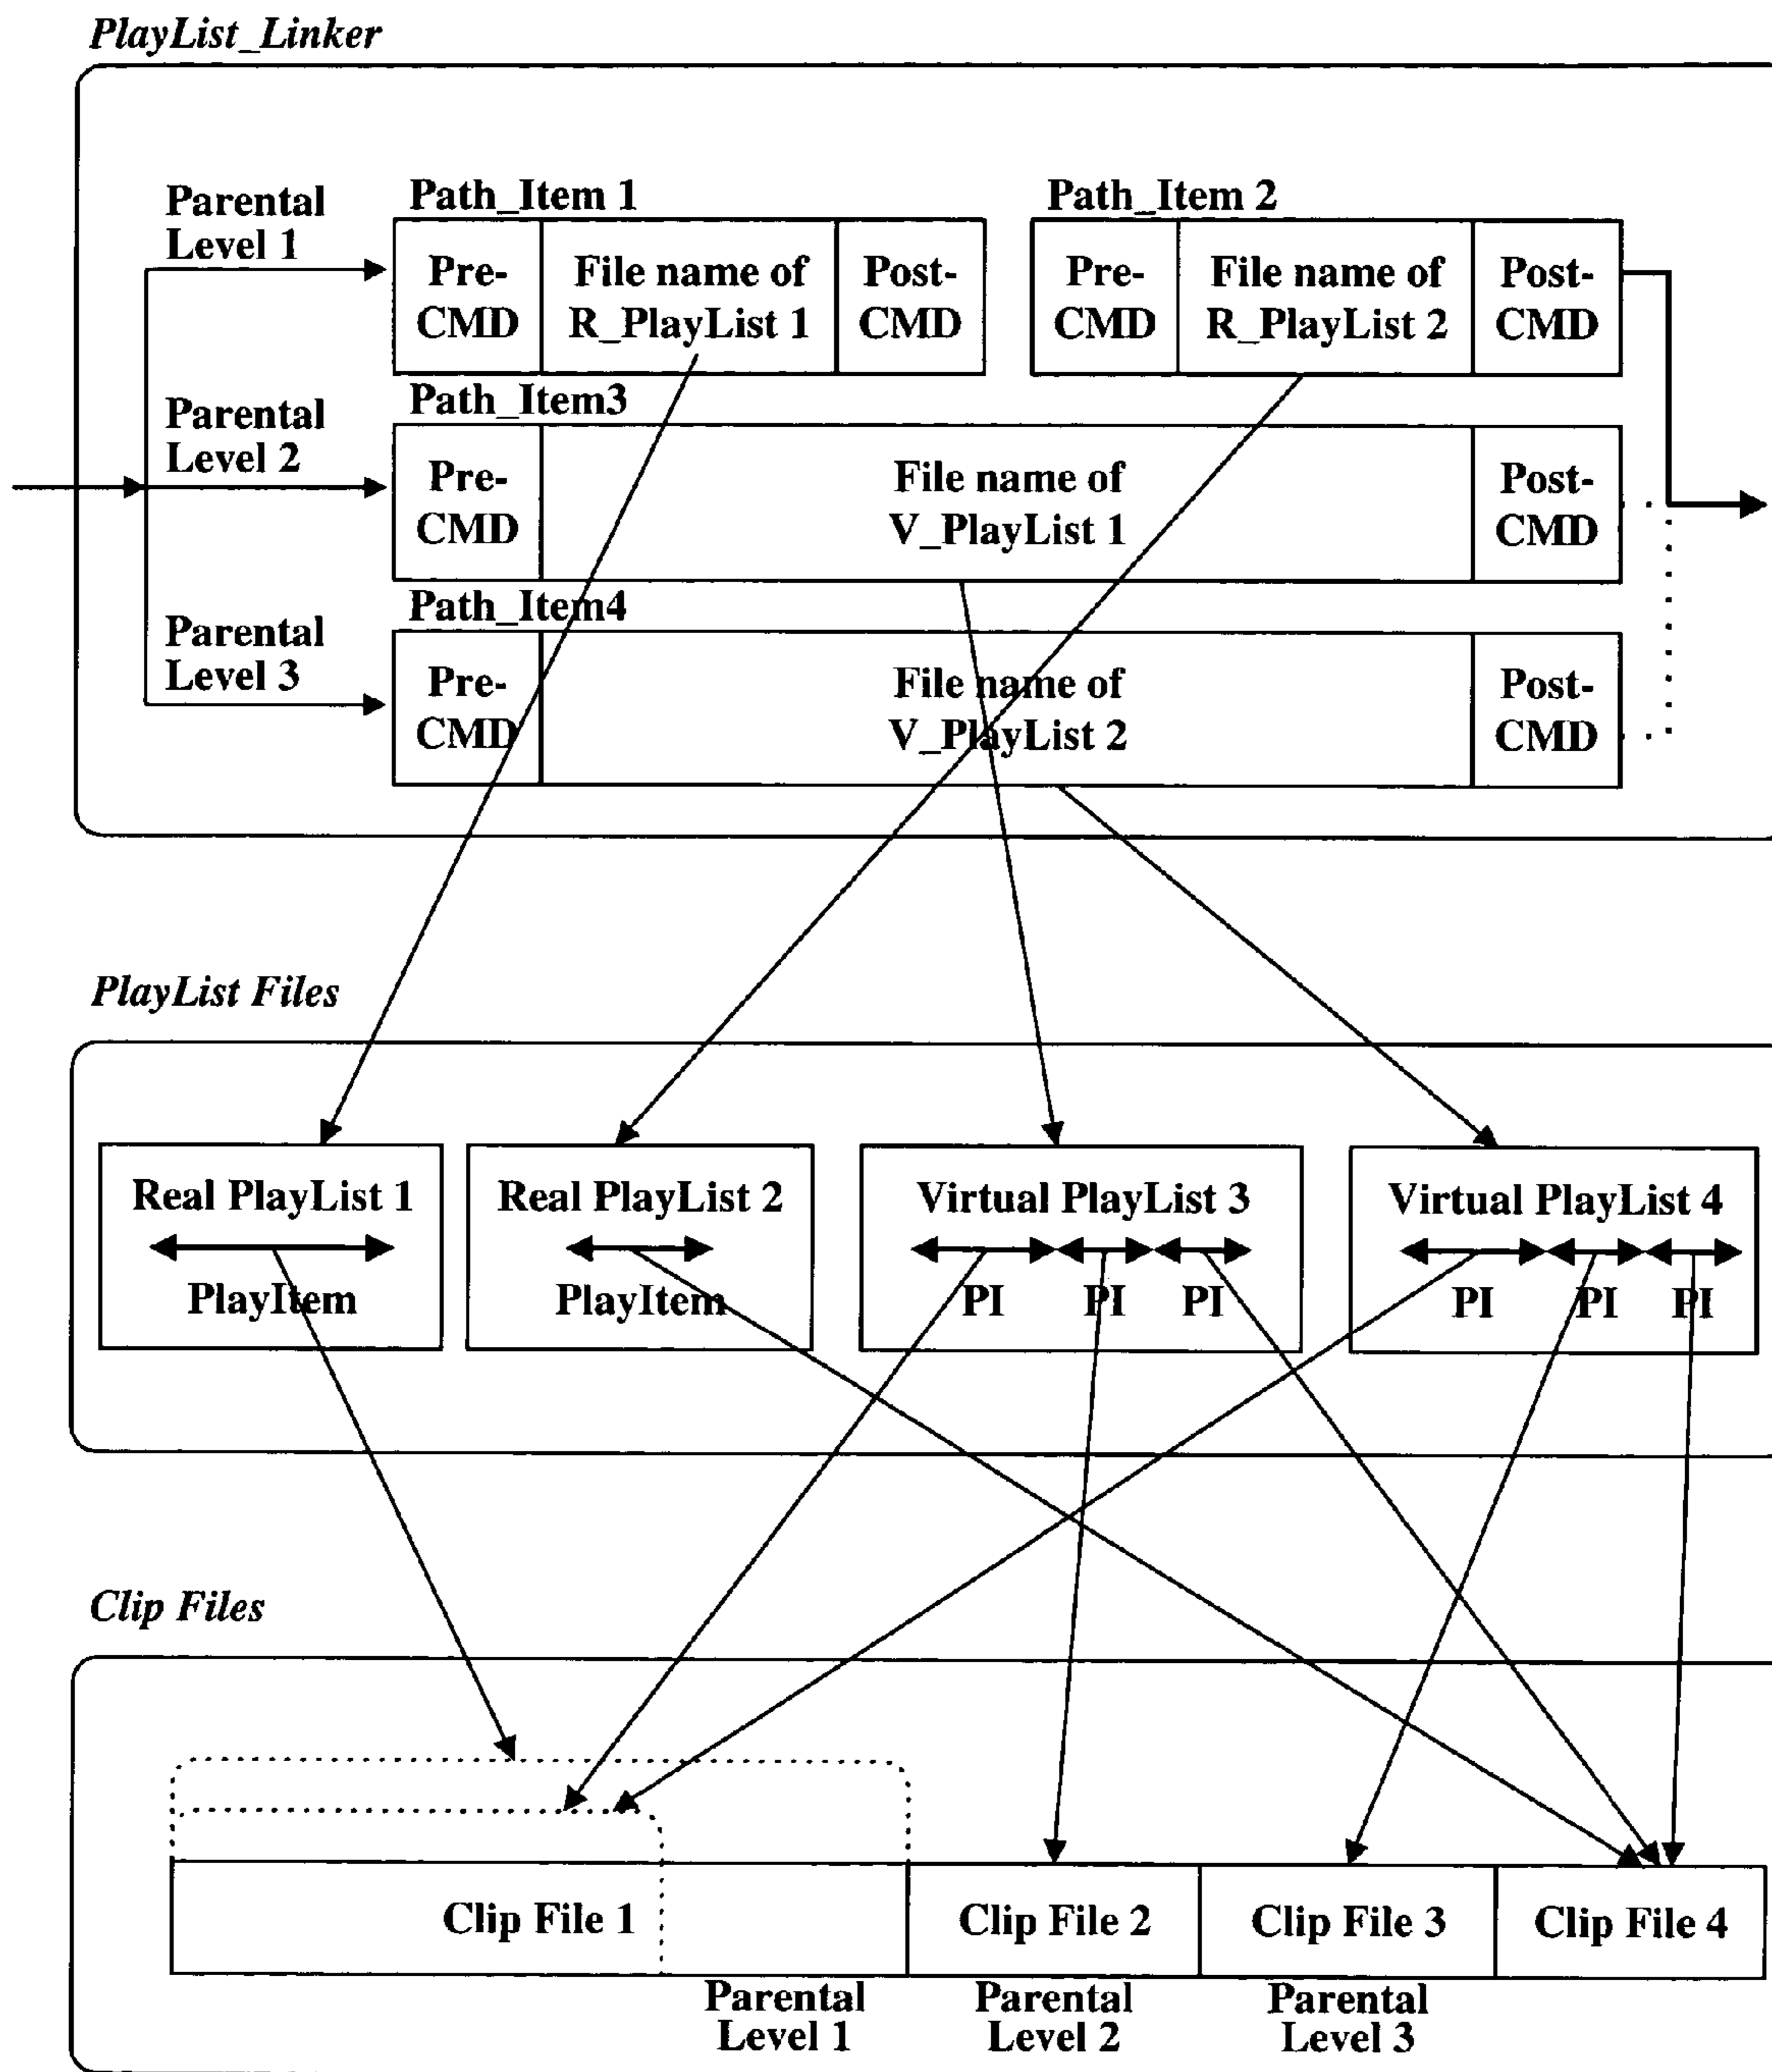 PlayList_Linker
Parental
Level 1
Path_Item 1
Pre-
CMD
File name of
R_PlayList 1
Post-
CMD
Path_Item 2
Pre-
CMD
File name of
R_PlayList 2
Post-
CMD
Parental
Level 2
Path_Item3
Pre-
CMD
File name of
V_PlayList 1
Post-
CMD
Parental
Level 3
Path_Item4
Pre-
CMD
File name of
V_PlayList 2
Post-
CMD
PlayList Files
Real PlayList 1
PlayItem
Real PlayList 2
PlayItem
Virtual PlayList 3
PI PI PI
Virtual PlayList 4
PI PI PI
Clip Files
Clip File 1
Clip File 2
Clip File 3
Clip File 4
Parental
Level 1
Parental
Level 2
Parental
Level 3